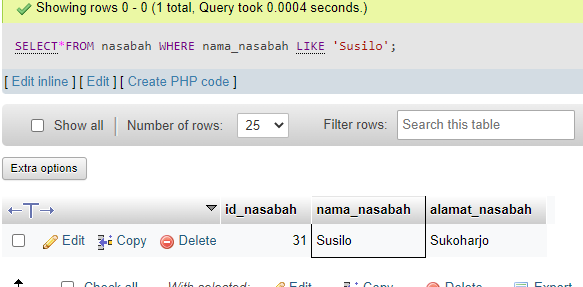 Showing rows 0 - 0 (1 total, Query took 0.0004 seconds.)
SELECT*FROM nasabah WHERE nama_nasabah LIKE 'Susilo';
[ Edit inline ] [ Edit ] [ Create PHP code ]
Show all Number of rows: 25 Filter rows: Search this table
Extra options
←T→ id_nasabah nama_nasabah alamat_nasabah
Edit Copy Delete 31 Susilo Sukoharjo
Check all With selected: Edit Copy Delete Export